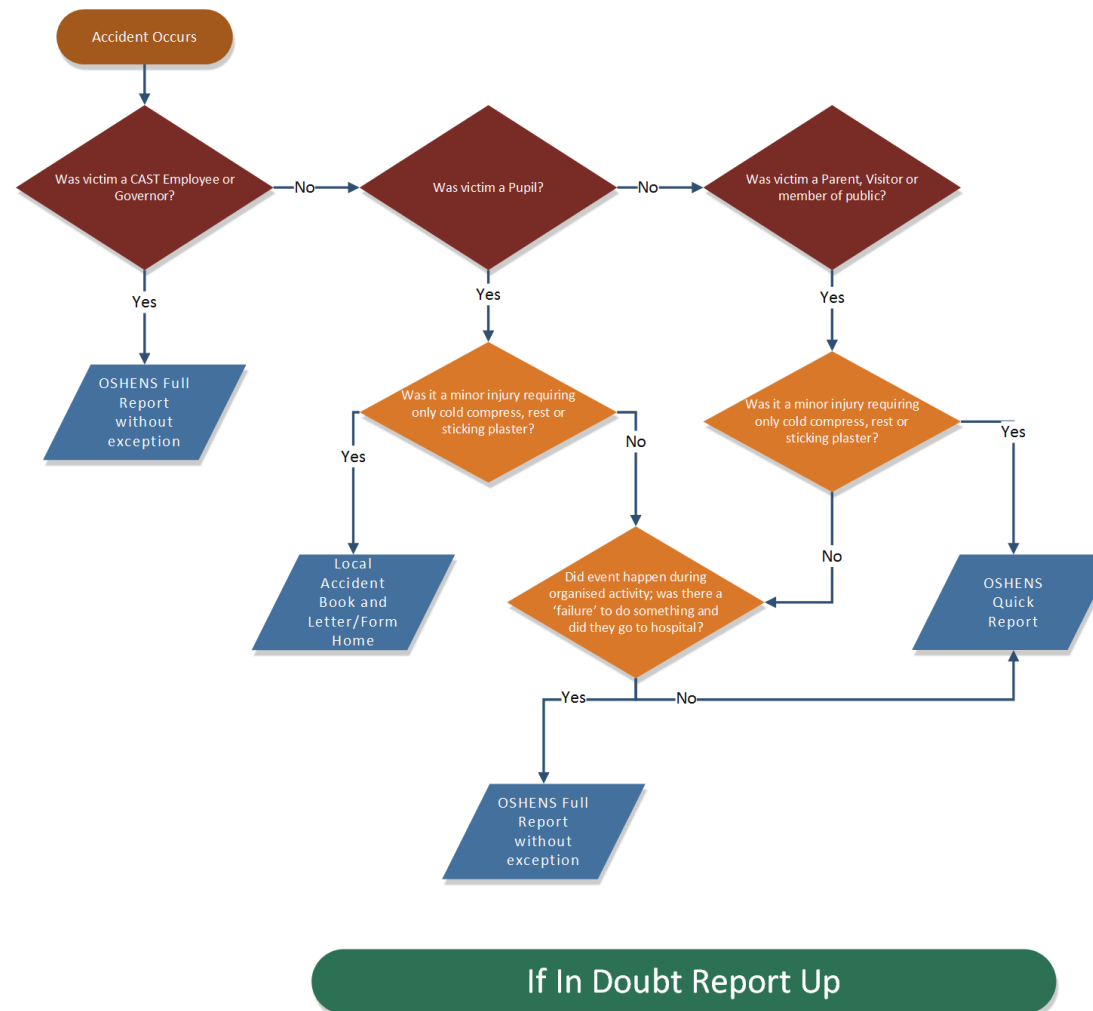 Accident Occurs
Was victim a CAST Employee or
Governor?
No
Was victim a Pupil?
No
Was victim a Parent, Visitor or
member of public?
Yes
Yes
Yes
OSHENS Full
Report
without
exception
Was it a minor injury requiring
only cold compress, rest or
sticking plaster?
Was it a minor injury requiring
only cold compress, rest or
sticking plaster?
Yes
No
Yes
Local
Accident
Book and
Letter/Form
Home
Did event happen during
organised activity; was there a
‘failure’ to do something and
did they go to hospital?
No
OSHENS
Quick
Report
Yes
No
OSHENS Full
Report
without
exception
If In Doubt Report Up